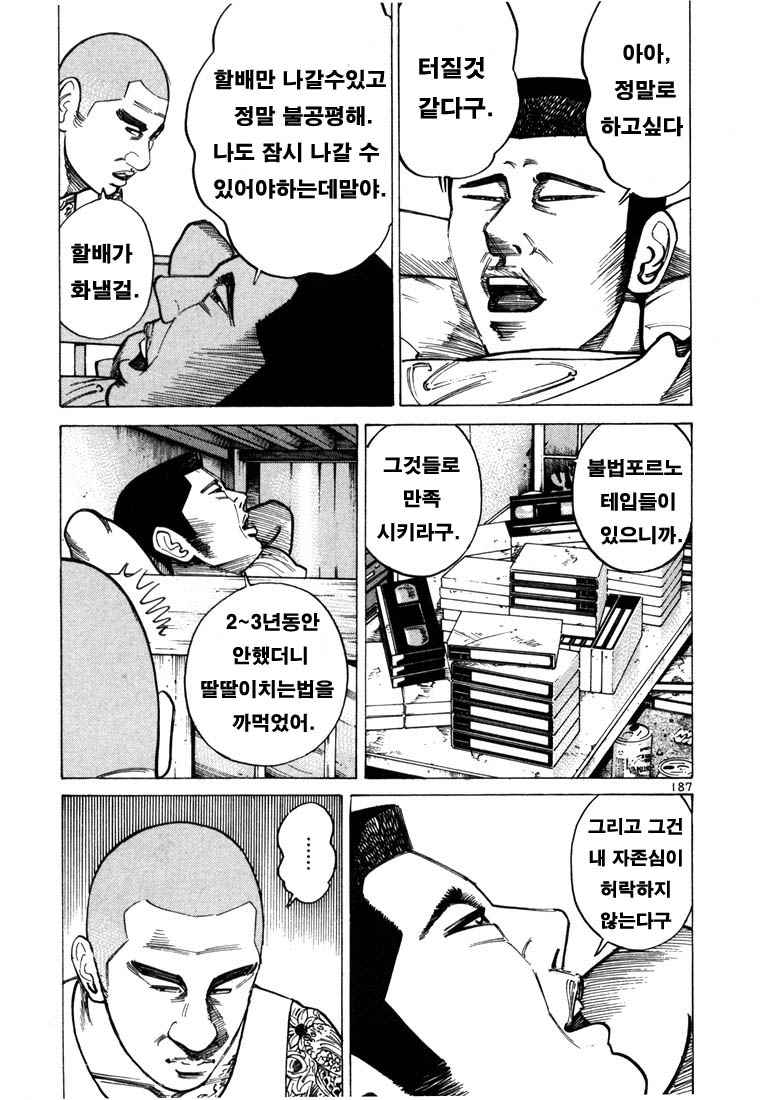 아아,
정말로
하고싶다
터질것
같다구.
할배만 나갈수있고
정말 불공평해.
나도 잠시 나갈 수
있어야하는데말야.
할배가
화낼걸.
불법포르노
테입들이
있으니까.
그것들로
만족
시키라구.
2~3년동안
안했더니
딸딸이치는법을
까먹었어.
187
그리고 그건
내 자존심이
허락하지
않는다구
………